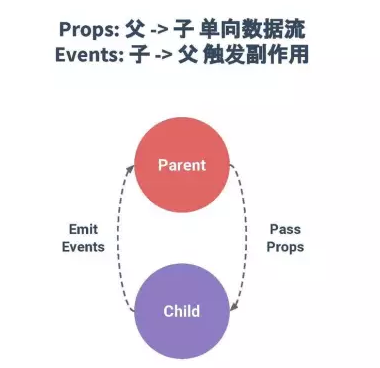 Props: 父 -> 子 单向数据流
Events: 子 -> 父 触发副作用
Parent
Emit
Events
Pass
Props
Child